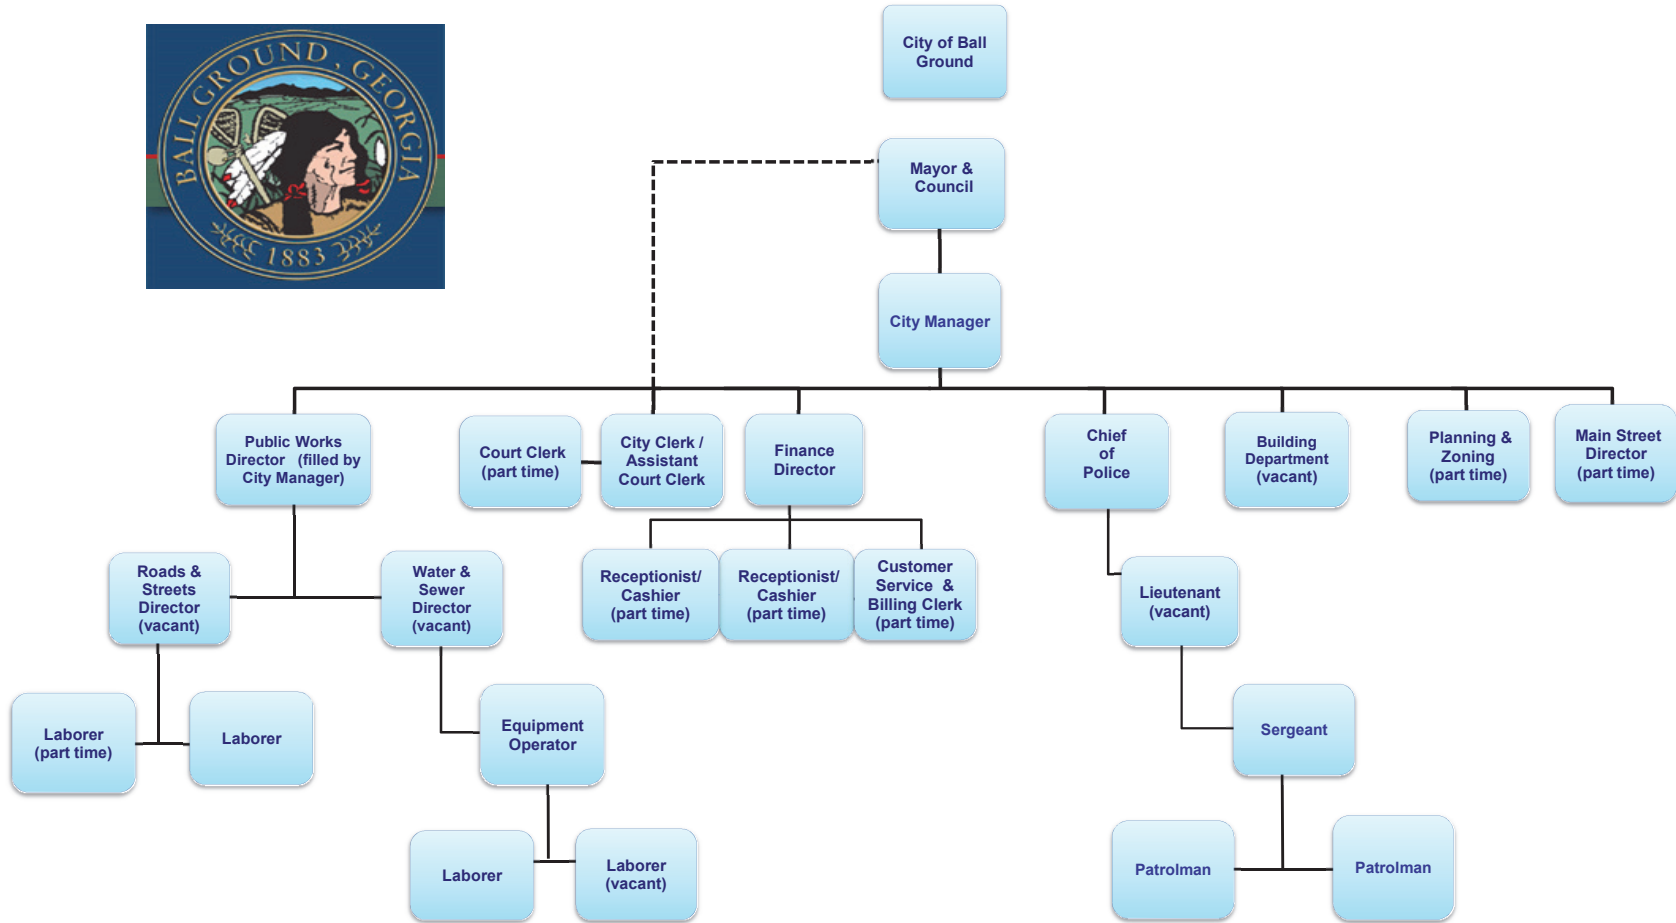 BALL GROUND, GEORGIA
1883
City of Ball
Ground
Mayor &
Council
City Manager
Public Works
Director (filled by
City Manager)
Court Clerk
(part time)
City Clerk /
Assistant
Court Clerk
Finance
Director
Chief
of
Police
Building
Department
(vacant)
Planning &
Zoning
(part time)
Main Street
Director
(part time)
Roads &
Streets
Director
(vacant)
Water &
Sewer
Director
(vacant)
Receptionist/
Cashier
(part time)
Receptionist/
Cashier
(part time)
Customer
Service &
Billing Clerk
(part time)
Lieutenant
(vacant)
Laborer
(part time)
Laborer
Equipment
Operator
Sergeant
Laborer
Laborer
(vacant)
Patrolman
Patrolman